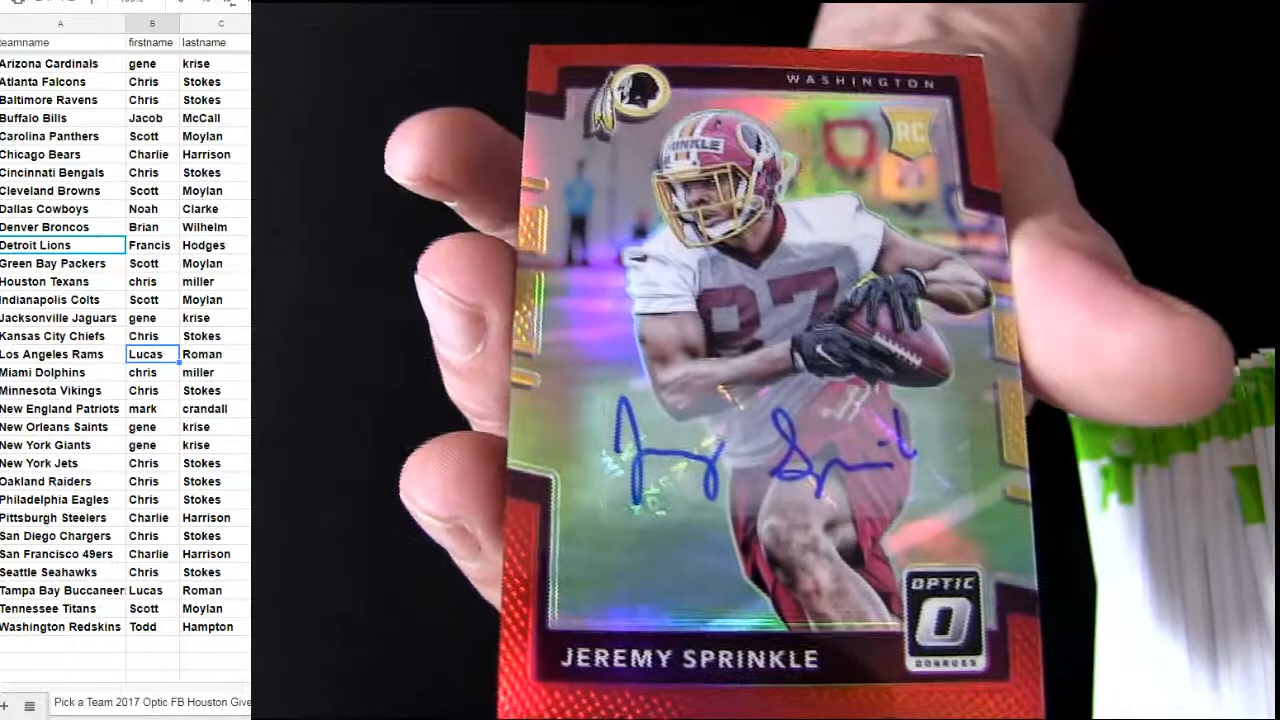 A B C
teamname firstname lastname
Arizona Cardinals gene krise
Atlanta Falcons Chris Stokes
Baltimore Ravens Chris Stokes
Buffalo Bills Jacob McCall
Carolina Panthers Scott Moylan
Chicago Bears Charlie Harrison
Cincinnati Bengals Chris Stokes
Cleveland Browns Scott Moylan
Dallas Cowboys Noah Clarke
Denver Broncos Brian Wilhelm
Detroit Lions Francis Hodges
Green Bay Packers Scott Moylan
Houston Texans chris miller
Indianapolis Colts Scott Moylan
Jacksonville Jaguars gene krise
Kansas City Chiefs Chris Stokes
Los Angeles Rams Lucas Roman
Miami Dolphins chris miller
Minnesota Vikings Chris Stokes
New England Patriots mark crandall
New Orleans Saints gene krise
New York Giants gene krise
New York Jets Chris Stokes
Oakland Raiders Chris Stokes
Philadelphia Eagles Chris Stokes
Pittsburgh Steelers Charlie Harrison
San Diego Chargers Chris Stokes
San Francisco 49ers Charlie Harrison
Seattle Seahawks Chris Stokes
Tampa Bay Buccaneer Lucas Roman
Tennessee Titans Scott Moylan
Washington Redskins Todd Hampton
Pick a Team 2017 Optic FB Houston Give
WASHINGTON
RC
87
Jeremy Sprinkle
OPTIC
O
DONRUSS
JEREMY SPRINKLE